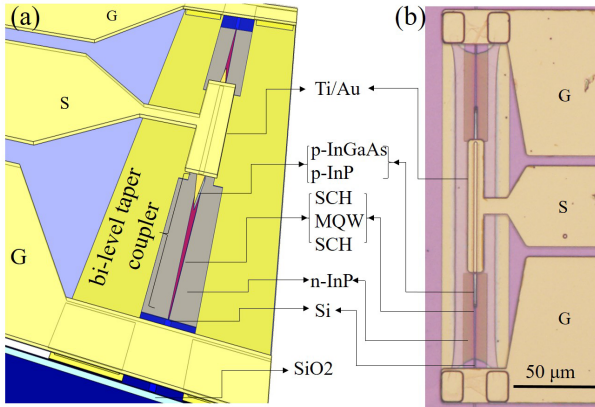 (a)
G
S
G
bi-level taper
coupler
Ti/Au
p-InGaAs
p-InP
SCH
MQW
SCH
n-InP
Si
SiO2
(b)
G
S
G
50 μm